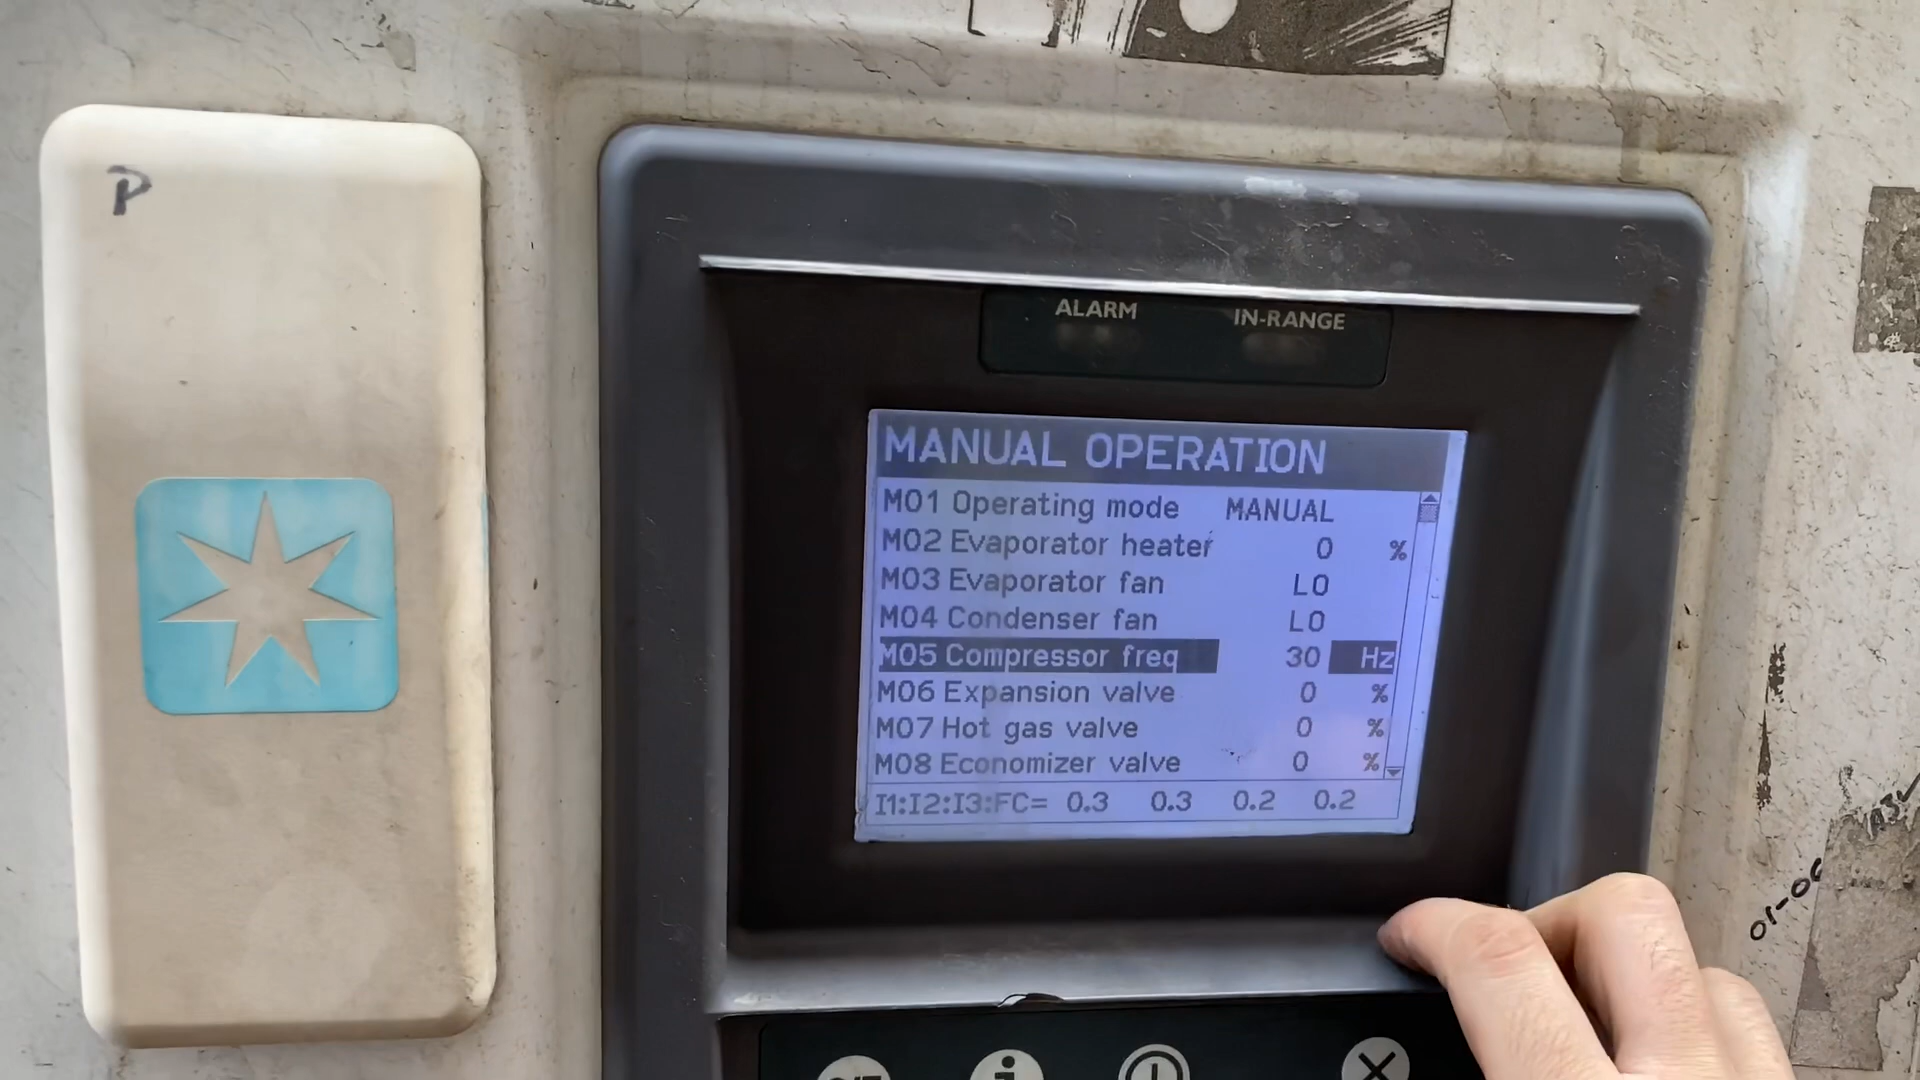 P
ALARM IN-RANGE
MANUAL OPERATION
M01 Operating mode MANUAL
M02 Evaporator heater 0 %
M03 Evaporator fan LO
M04 Condenser fan LO
M05 Compressor freq 30 Hz
M06 Expansion valve 0 %
M07 Hot gas valve 0 %
M08 Economizer valve 0 %
I1:I2:I3:FC= 0.3 0.3 0.2 0.2